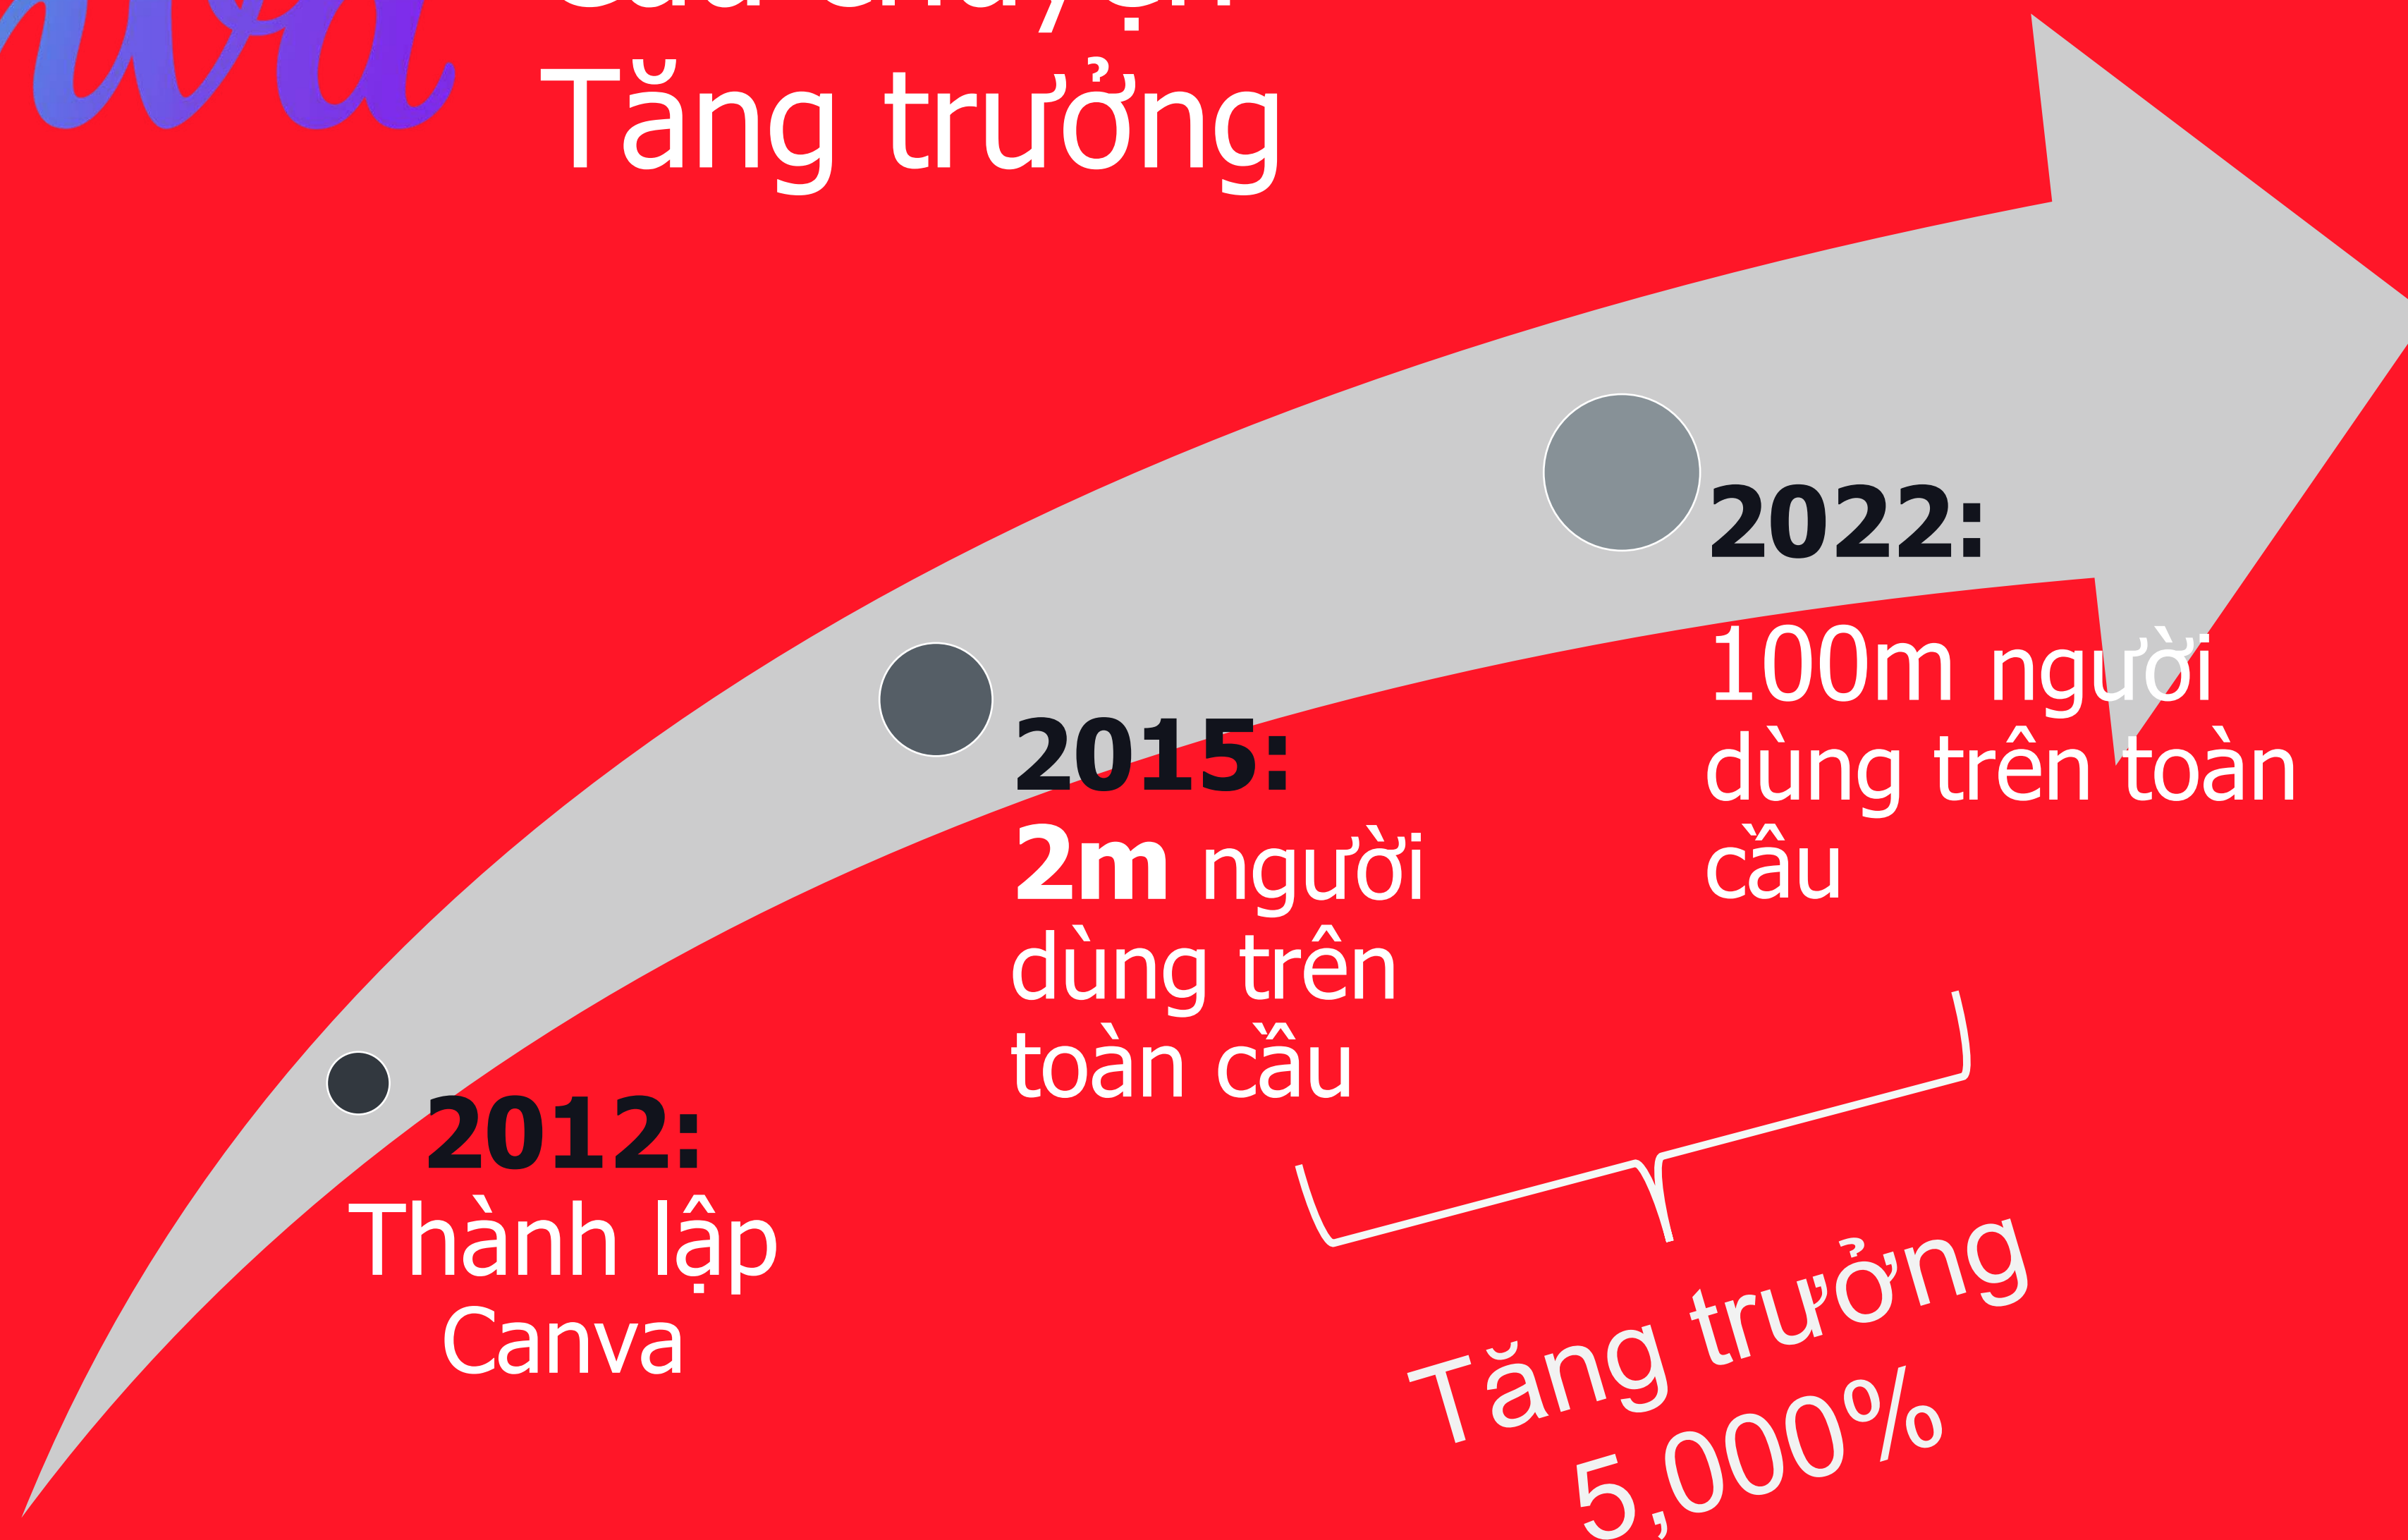 Tăng trưởng
2022:
100m người
dùng trên toàn
cầu
2015:
2m người
dùng trên
toàn cầu
2012:
Thành lập
Canva
Tăng trưởng
5,000%